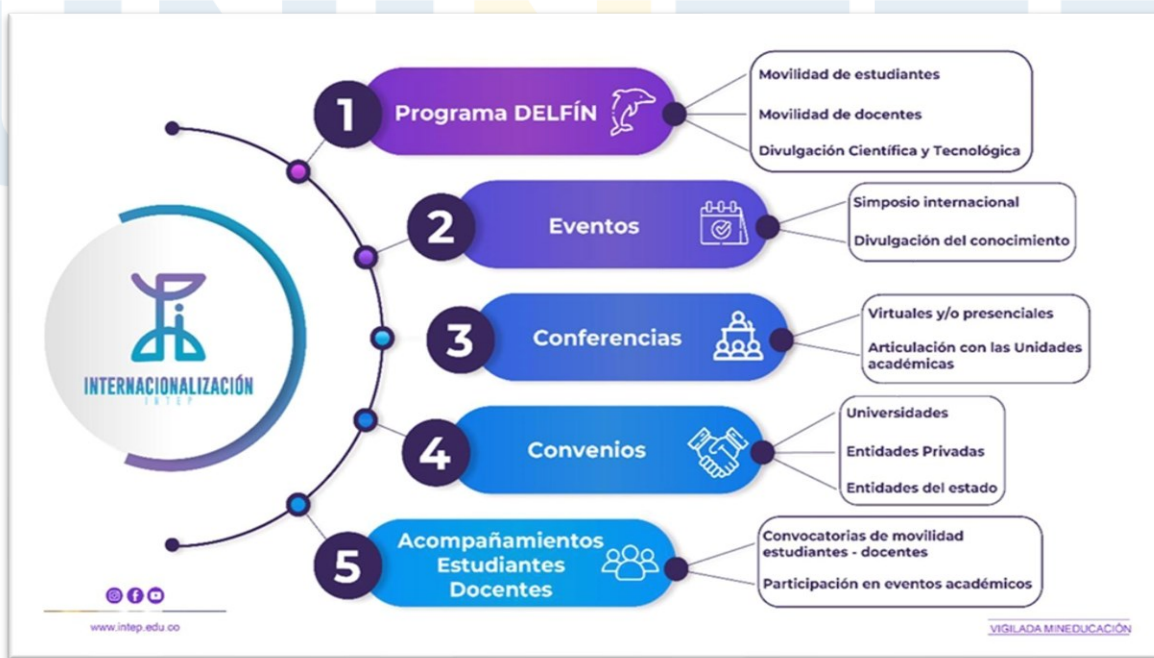 1
Programa DELFÍN
Movilidad de estudiantes
Movilidad de docentes
Divulgación Científica y Tecnológica
2
Eventos
Simposio internacional
Divulgación del conocimiento
3
Conferencias
Virtuales y/o presenciales
Articulación con las Unidades
académicas
4
Convenios
Universidades
Entidades Privadas
Entidades del estado
5
Acompañamientos
Estudiantes
Docentes
Convocatorias de movilidad
estudiantes - docentes
Participación en eventos académicos
INTERNACIONALIZACIÓN
INTEP
www.intep.edu.co
VIGILADA MINEDUCACIÓN